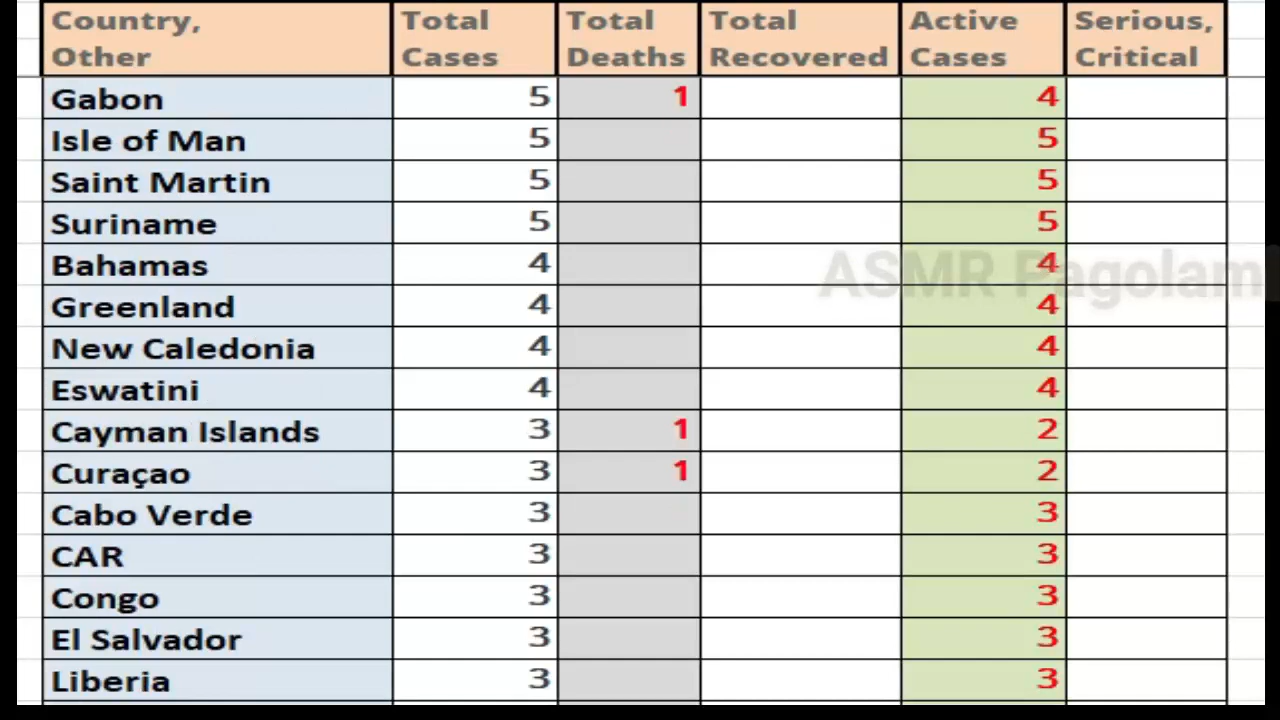 Country, Other Total Cases Total Deaths Total Recovered Active Cases Serious, Critical
Gabon 5 1 4
Isle of Man 5 5
Saint Martin 5 5
Suriname 5 5
Bahamas 4 4
ASMR Pagolam
Greenland 4 4
New Caledonia 4 4
Eswatini 4 4
Cayman Islands 3 1 2
Curaçao 3 1 2
Cabo Verde 3 3
CAR 3 3
Congo 3 3
El Salvador 3 3
Liberia 3 3